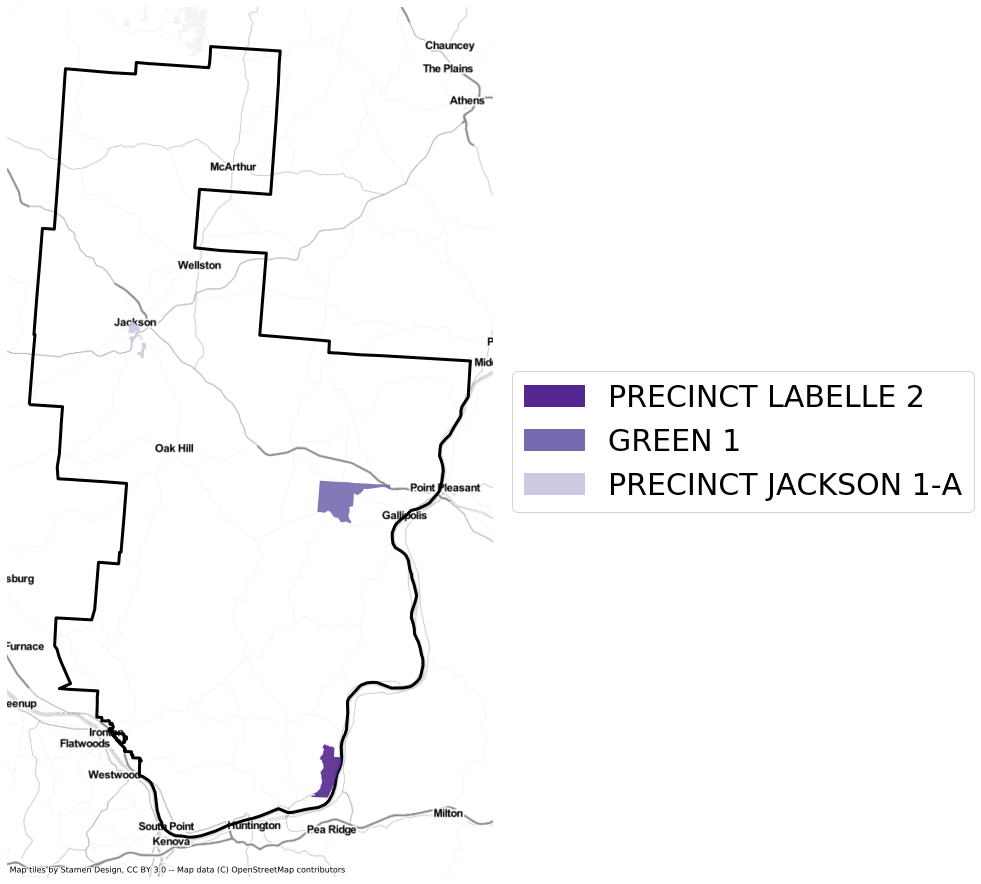 Chauncey
The Plains
Athens
McArthur
Wellston
Jackson
P
Midd
Oak Hill
Point Pleasant
Gallipolis
sburg
Furnace
eenup
Ironton
Flatwoods
Westwood
South Point
Huntington
Kenova
Pea Ridge
Milton
Map tiles by Stamen Design, CC BY 3.0 -- Map data (C) OpenStreetMap contributors
PRECINCT LABELLE 2
GREEN 1
PRECINCT JACKSON 1-A